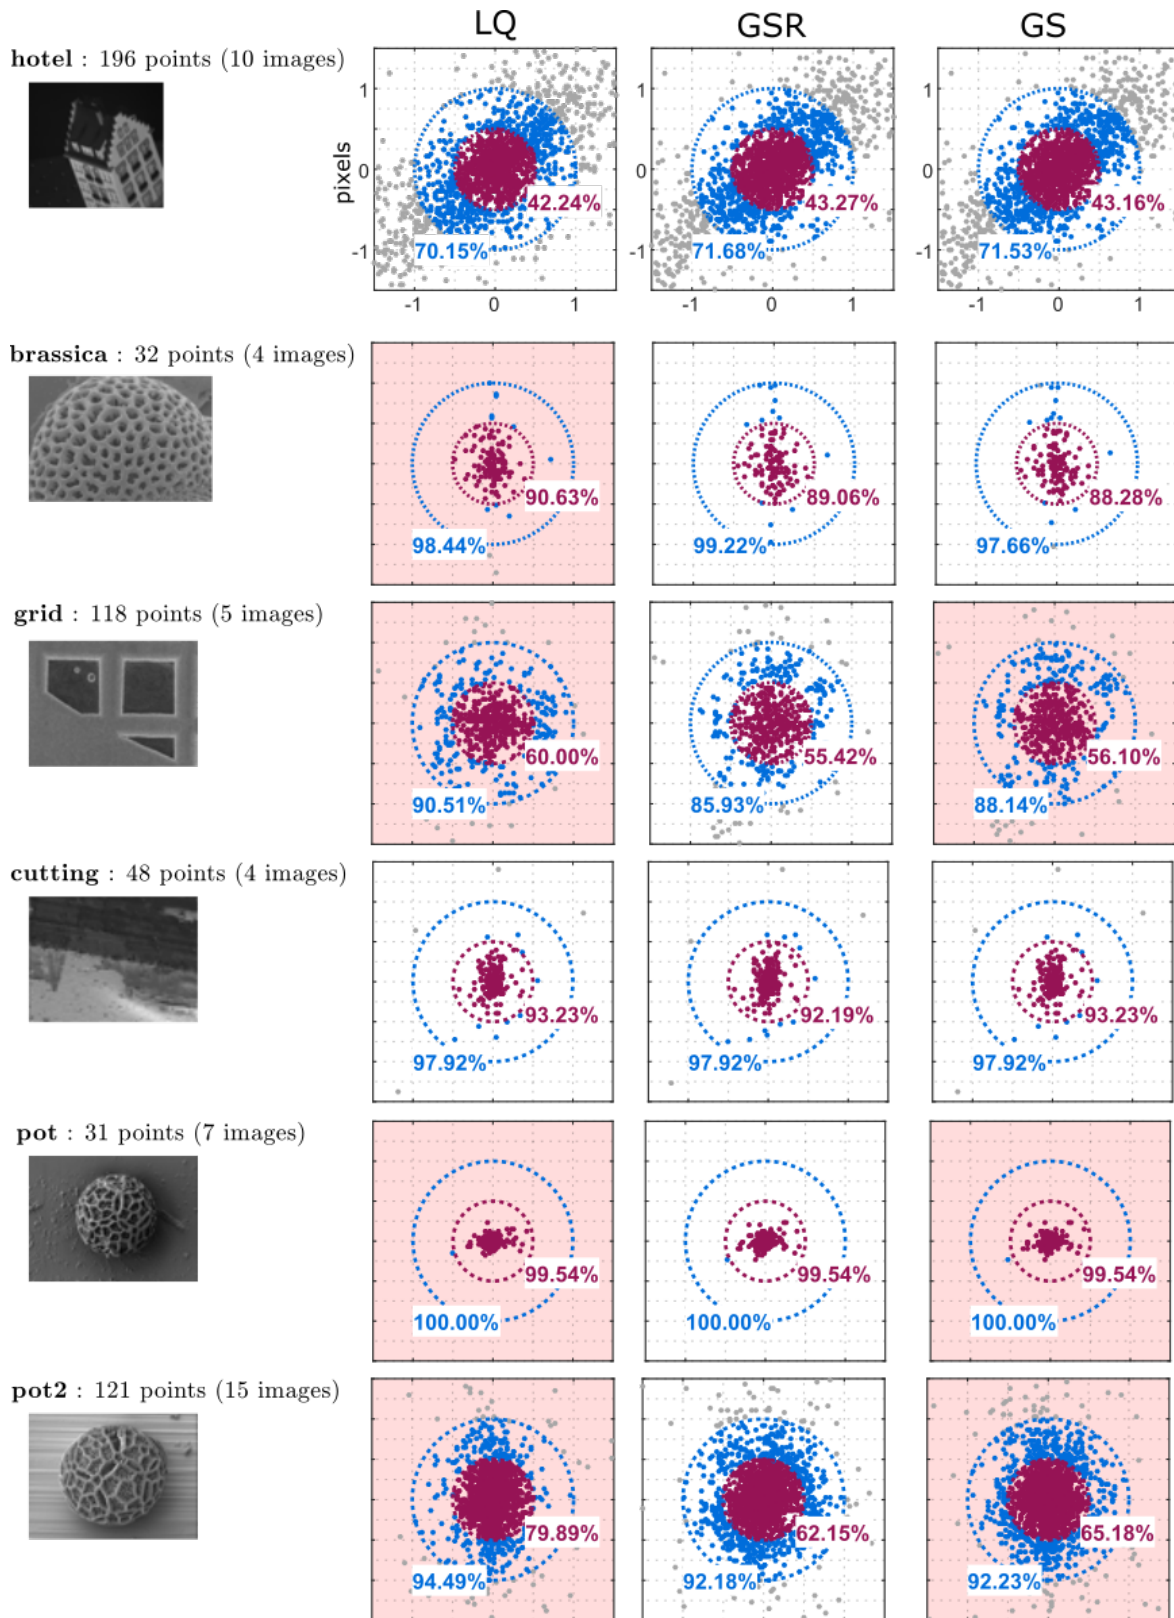 LQ GSR GS
hotel : 196 points (10 images)
pixels
1
0
-1
42.24%
70.15%
-1 0 1
1
0
-1
43.27%
71.68%
-1 0 1
1
0
-1
43.16%
71.53%
-1 0 1
brassica : 32 points (4 images)
90.63% 89.06% 88.28%
98.44% 99.22% 97.66%
grid : 118 points (5 images)
60.00% 55.42% 56.10%
90.51% 85.93% 88.14%
cutting : 48 points (4 images)
93.23% 92.19% 93.23%
97.92% 97.92% 97.92%
pot : 31 points (7 images)
99.54% 99.54% 99.54%
100.00% 100.00% 100.00%
pot2 : 121 points (15 images)
79.89% 62.15% 65.18%
94.49% 92.18% 92.23%